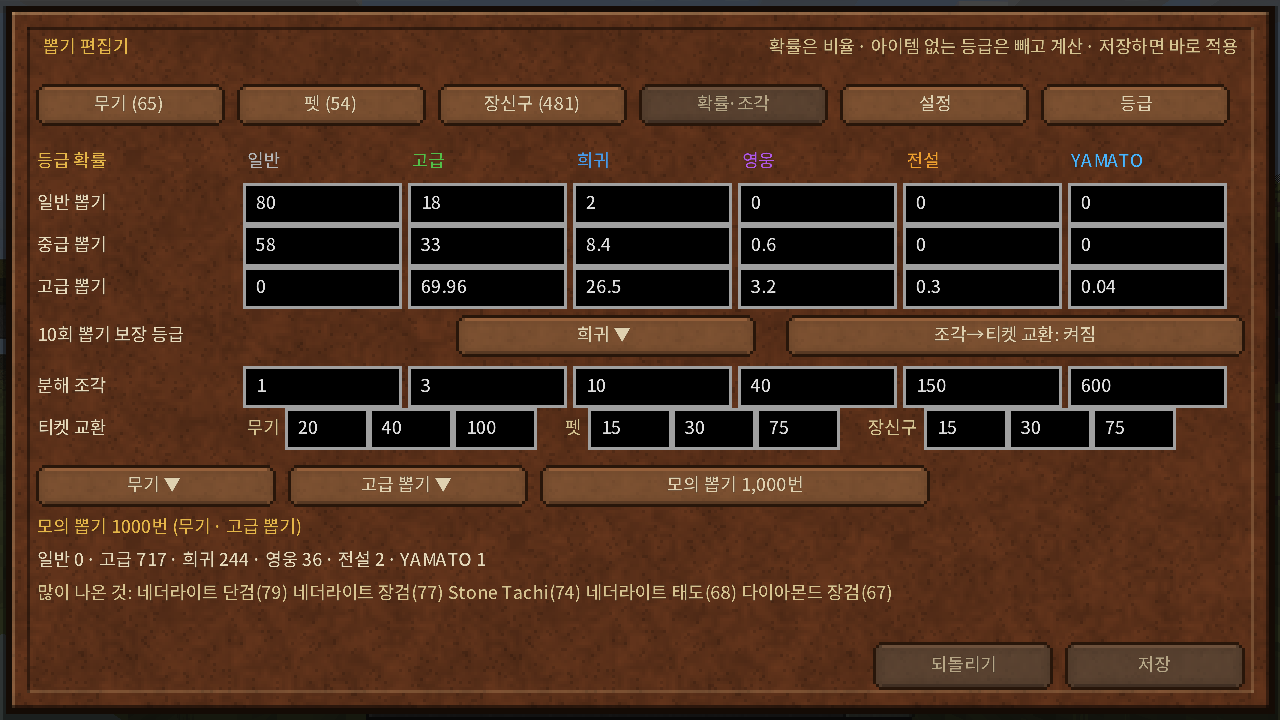 뽑기 편집기 확률은 비율 · 아이템 없는 등급은 빼고 계산 · 저장하면 바로 적용
무기 (65) 펫 (54) 장신구 (481) 확률·조각 설정 등급
등급 확률 일반 고급 희귀 영웅 전설 YAMATO
일반 뽑기 80 18 2 0 0 0
중급 뽑기 58 33 8.4 0.6 0 0
고급 뽑기 0 69.96 26.5 3.2 0.3 0.04
10회 뽑기 보장 등급 희귀 ▼ 조각→티켓 교환: 켜짐
분해 조각 1 3 10 40 150 600
티켓 교환 무기 20 40 100 펫 15 30 75 장신구 15 30 75
무기 ▼ 고급 뽑기 ▼ 모의 뽑기 1,000번
모의 뽑기 1000번 (무기 · 고급 뽑기)
일반 0 · 고급 717 · 희귀 244 · 영웅 36 · 전설 2 · YAMATO 1
많이 나온 것: 네더라이트 단검(79) 네더라이트 장검(77) Stone Tachi(74) 네더라이트 태도(68) 다이아몬드 장검(67)
되돌리기 저장